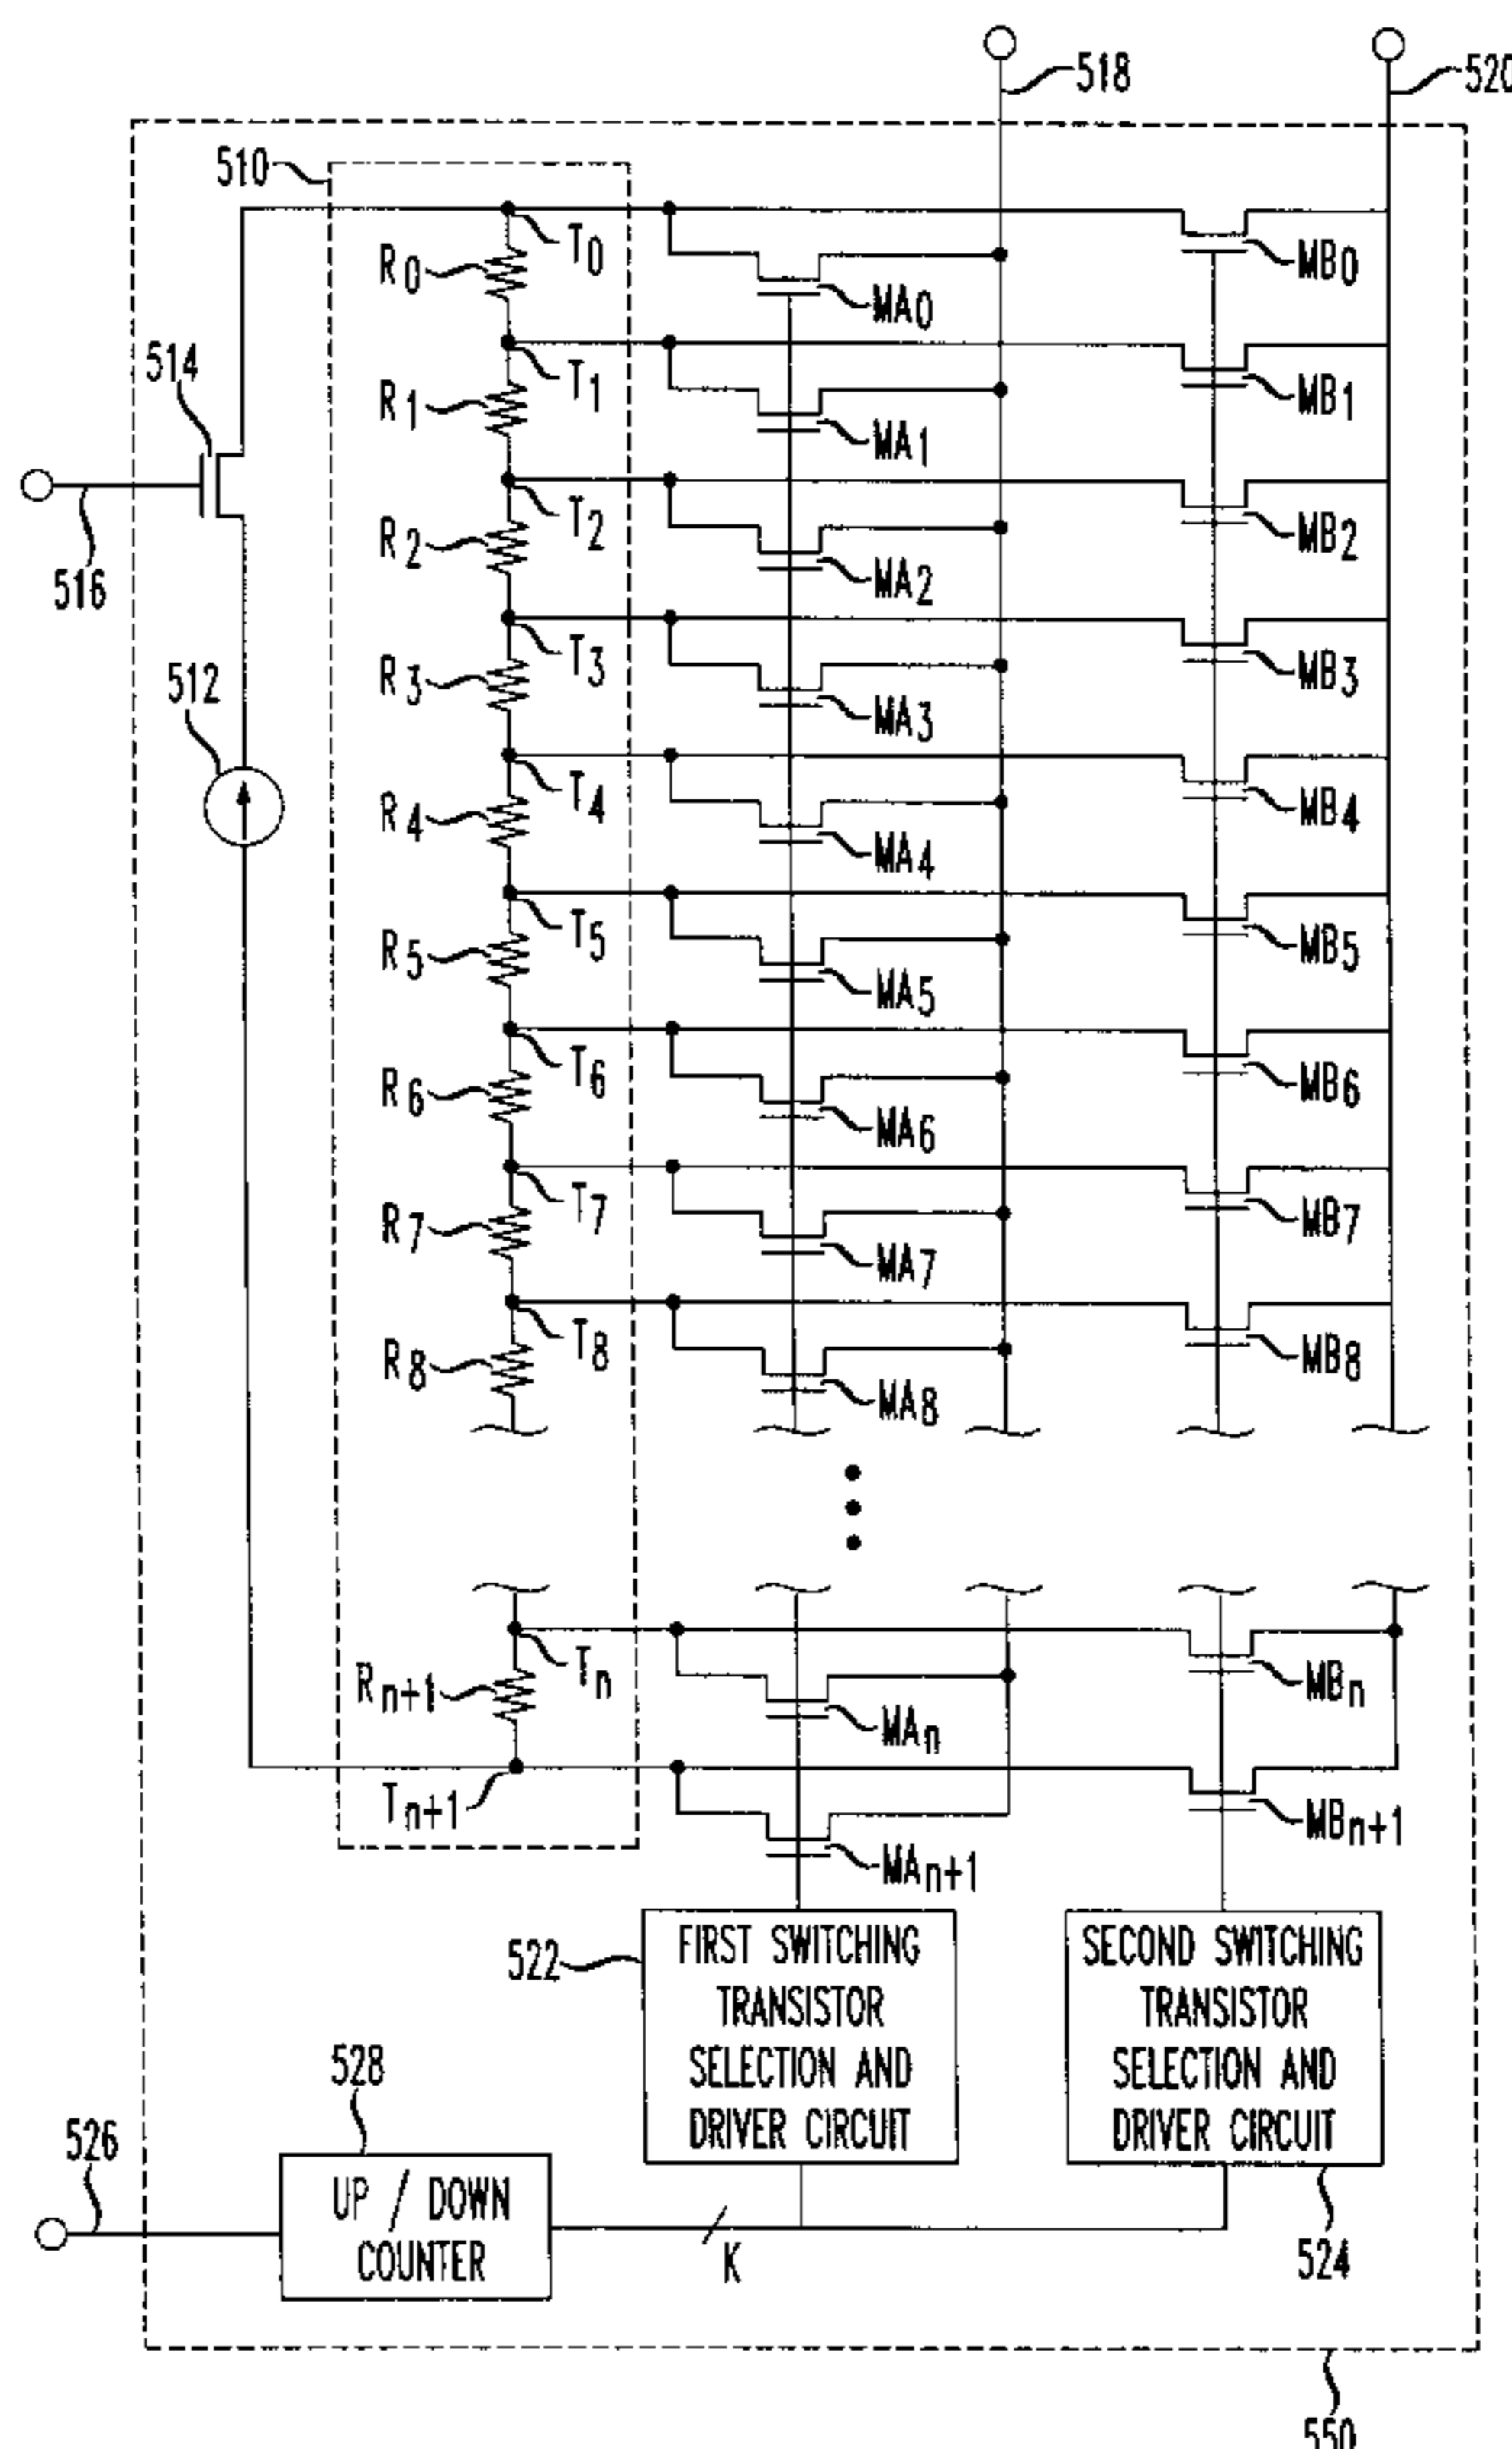 518
520
510
T0
R0
MA0
MB0
514
T1
R1
MA1
MB1
516
T2
R2
MA2
MB2
512
T3
R3
MA3
MB3
T4
R4
MA4
MB4
T5
R5
MA5
MB5
T6
R6
MA6
MB6
T7
R7
MA7
MB7
T8
R8
MA8
MB8
Tn
Rn+1
MAn
MBn
Tn+1
MAn+1
MBn+1
522
FIRST SWITCHING
TRANSISTOR
SELECTION AND
DRIVER CIRCUIT
SECOND SWITCHING
TRANSISTOR
SELECTION AND
DRIVER CIRCUIT
524
528
526
UP / DOWN
COUNTER
K
550